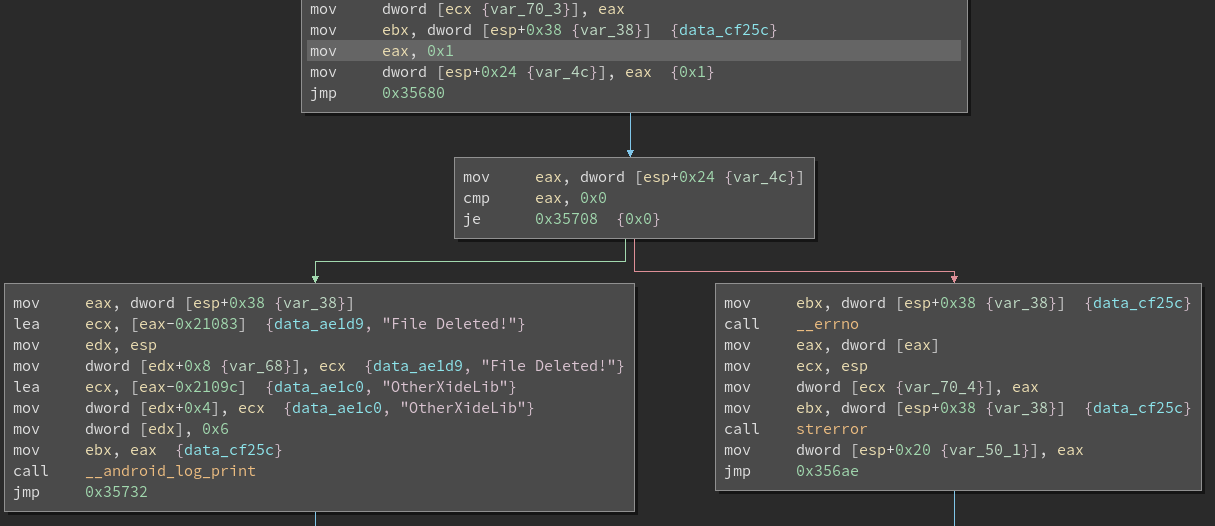 mov dword [ecx {var_70_3}], eax
mov ebx, dword [esp+0x38 {var_38}] {data_cf25c}
mov eax, 0x1
mov dword [esp+0x24 {var_4c}], eax {0x1}
jmp 0x35680
mov eax, dword [esp+0x24 {var_4c}]
cmp eax, 0x0
je 0x35708 {0x0}
mov eax, dword [esp+0x38 {var_38}]
lea ecx, [eax-0x21083] {data_ae1d9, "File Deleted!"}
mov edx, esp
mov dword [edx+0x8 {var_68}], ecx {data_ae1d9, "File Deleted!"}
lea ecx, [eax-0x2109c] {data_ae1c0, "OtherXideLib"}
mov dword [edx+0x4], ecx {data_ae1c0, "OtherXideLib"}
mov dword [edx], 0x6
mov ebx, eax {data_cf25c}
call __android_log_print
jmp 0x35732
mov ebx, dword [esp+0x38 {var_38}] {data_cf25c}
call __errno
mov eax, dword [eax]
mov ecx, esp
mov dword [ecx {var_70_4}], eax
mov ebx, dword [esp+0x38 {var_38}] {data_cf25c}
call strerror
mov dword [esp+0x20 {var_50_1}], eax
jmp 0x356ae